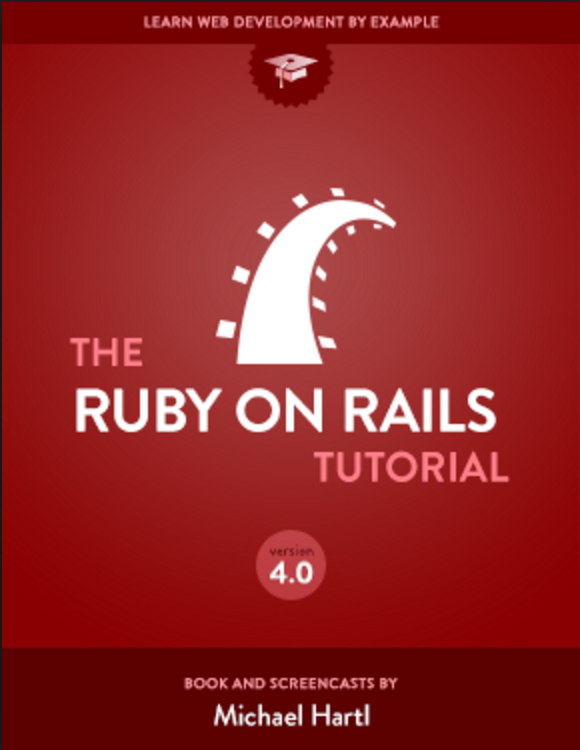 LEARN WEB DEVELOPMENT BY EXAMPLE
THE
RUBY ON RAILS
TUTORIAL
version
4.0
BOOK AND SCREENCASTS BY
Michael Hartl